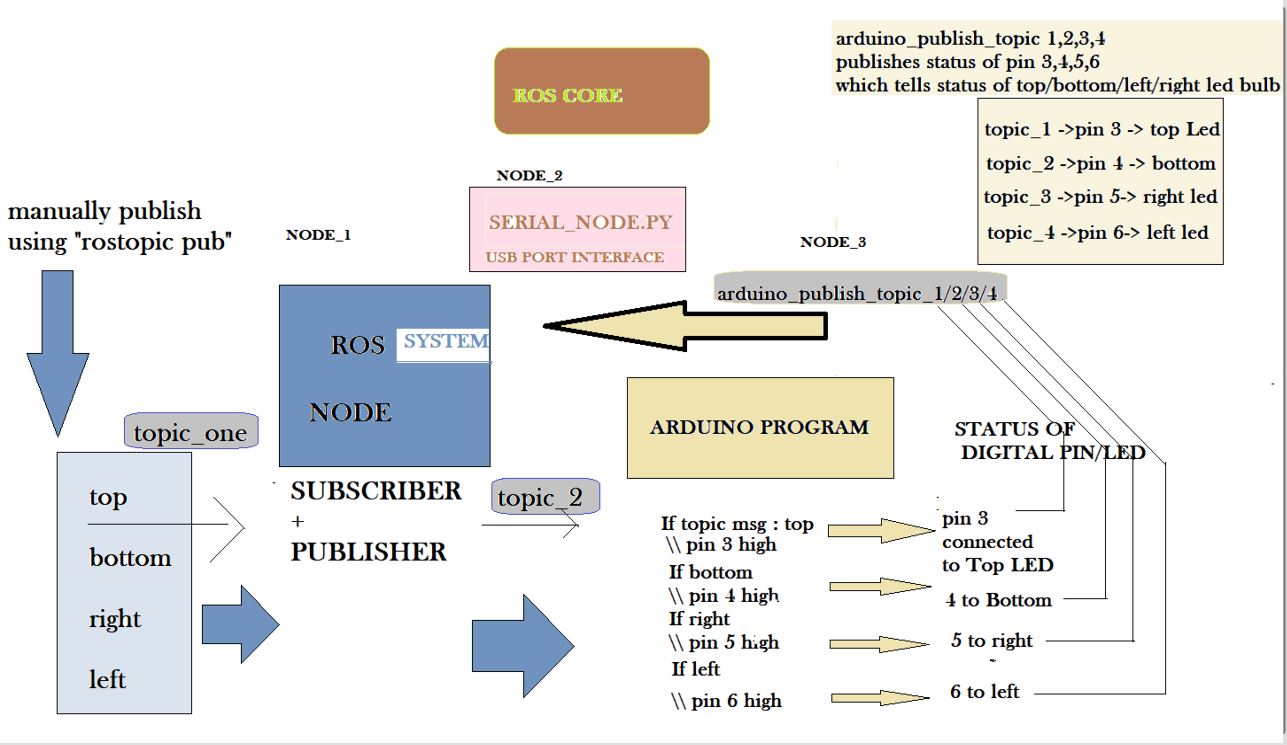 arduino_publish_topic 1,2,3,4
publishes status of pin 3,4,5,6
which tells status of top/bottom/left/right led bulb
ROS CORE
topic_1 ->pin 3 -> top Led
topic_2 ->pin 4 -> bottom
topic_3 ->pin 5-> right led
topic_4 ->pin 6-> left led
NODE_2
SERIAL_NODE.PY
USB PORT INTERFACE
manually publish
using "rostopic pub"
NODE_1
NODE_3
arduino_publish_topic_1/2/3/4
ROS SYSTEM
NODE
topic_one
ARDUINO PROGRAM
STATUS OF
DIGITAL PIN/LED
top
bottom
right
left
SUBSCRIBER
+
PUBLISHER
topic_2
If topic msg : top
\\ pin 3 high
If bottom
\\ pin 4 high
If right
\\ pin 5 high
If left
\\ pin 6 high
pin 3
connected
to Top LED
4 to Bottom
5 to right
6 to left